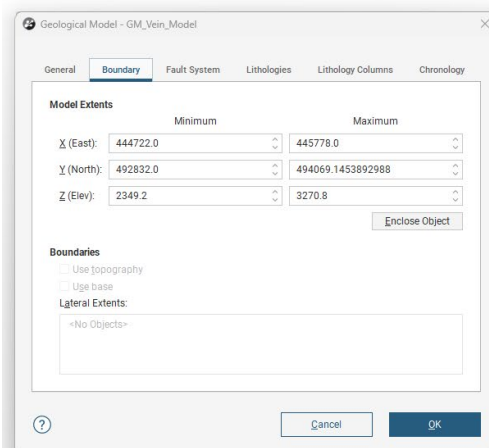 Geological Model - GM_Vein_Model
General Boundary Fault System Lithologies Lithology Columns Chronology
Model Extents
Minimum Maximum
X (East): 444722.0 445778.0
Y (North): 492832.0 494069.1453892988
Z (Elev): 2349.2 3270.8
Enclose Object
Boundaries
Use topography
Use base
Lateral Extents:
<No Objects>
? Cancel OK